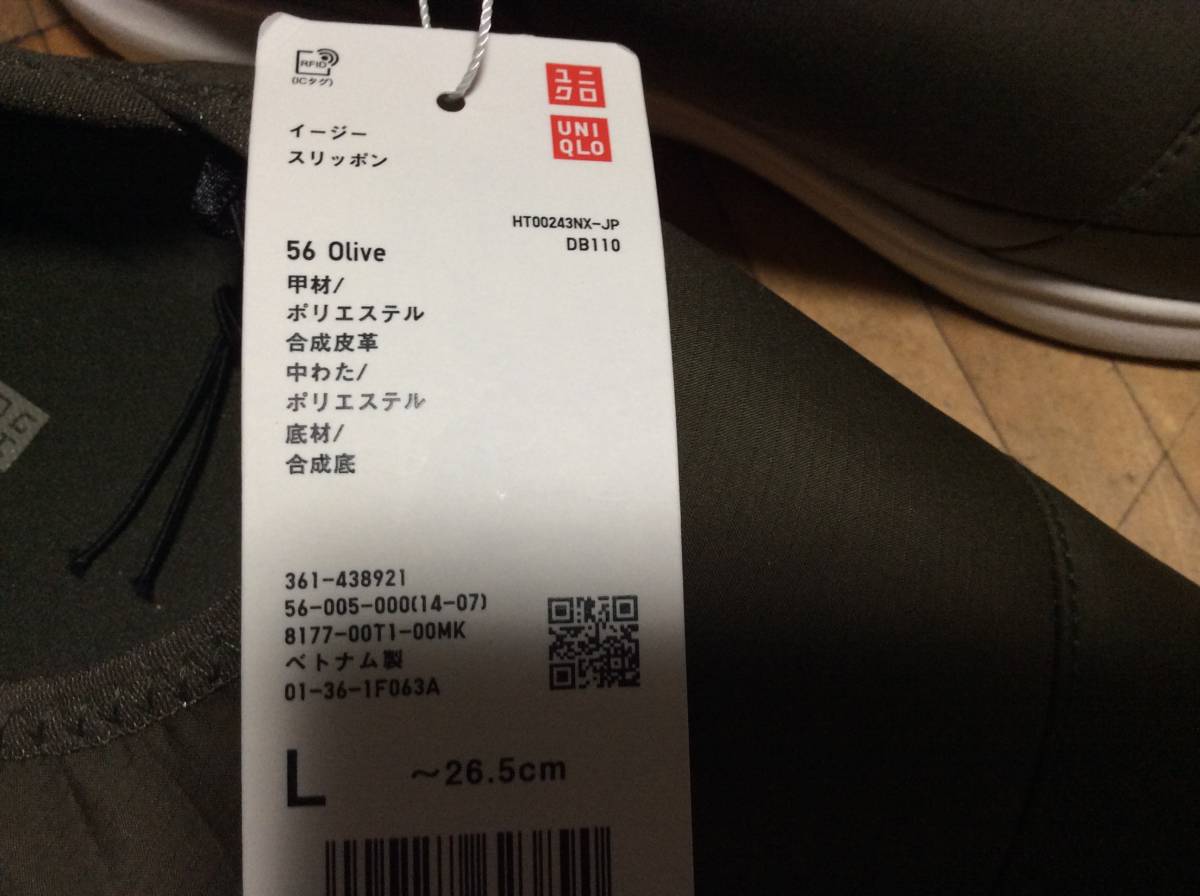 RFID
(ICタグ)
ユニ
クロ
UNI
QLO
イージー
スリッポン
HT00243NX-JP
DB110
56 Olive
甲材/
ポリエステル
合成皮革
中わた/
ポリエステル
底材/
合成底
361-438921
56-005-000(14-07)
8177-00T1-00MK
ベトナム製
01-36-1F063A
L
～26.5cm